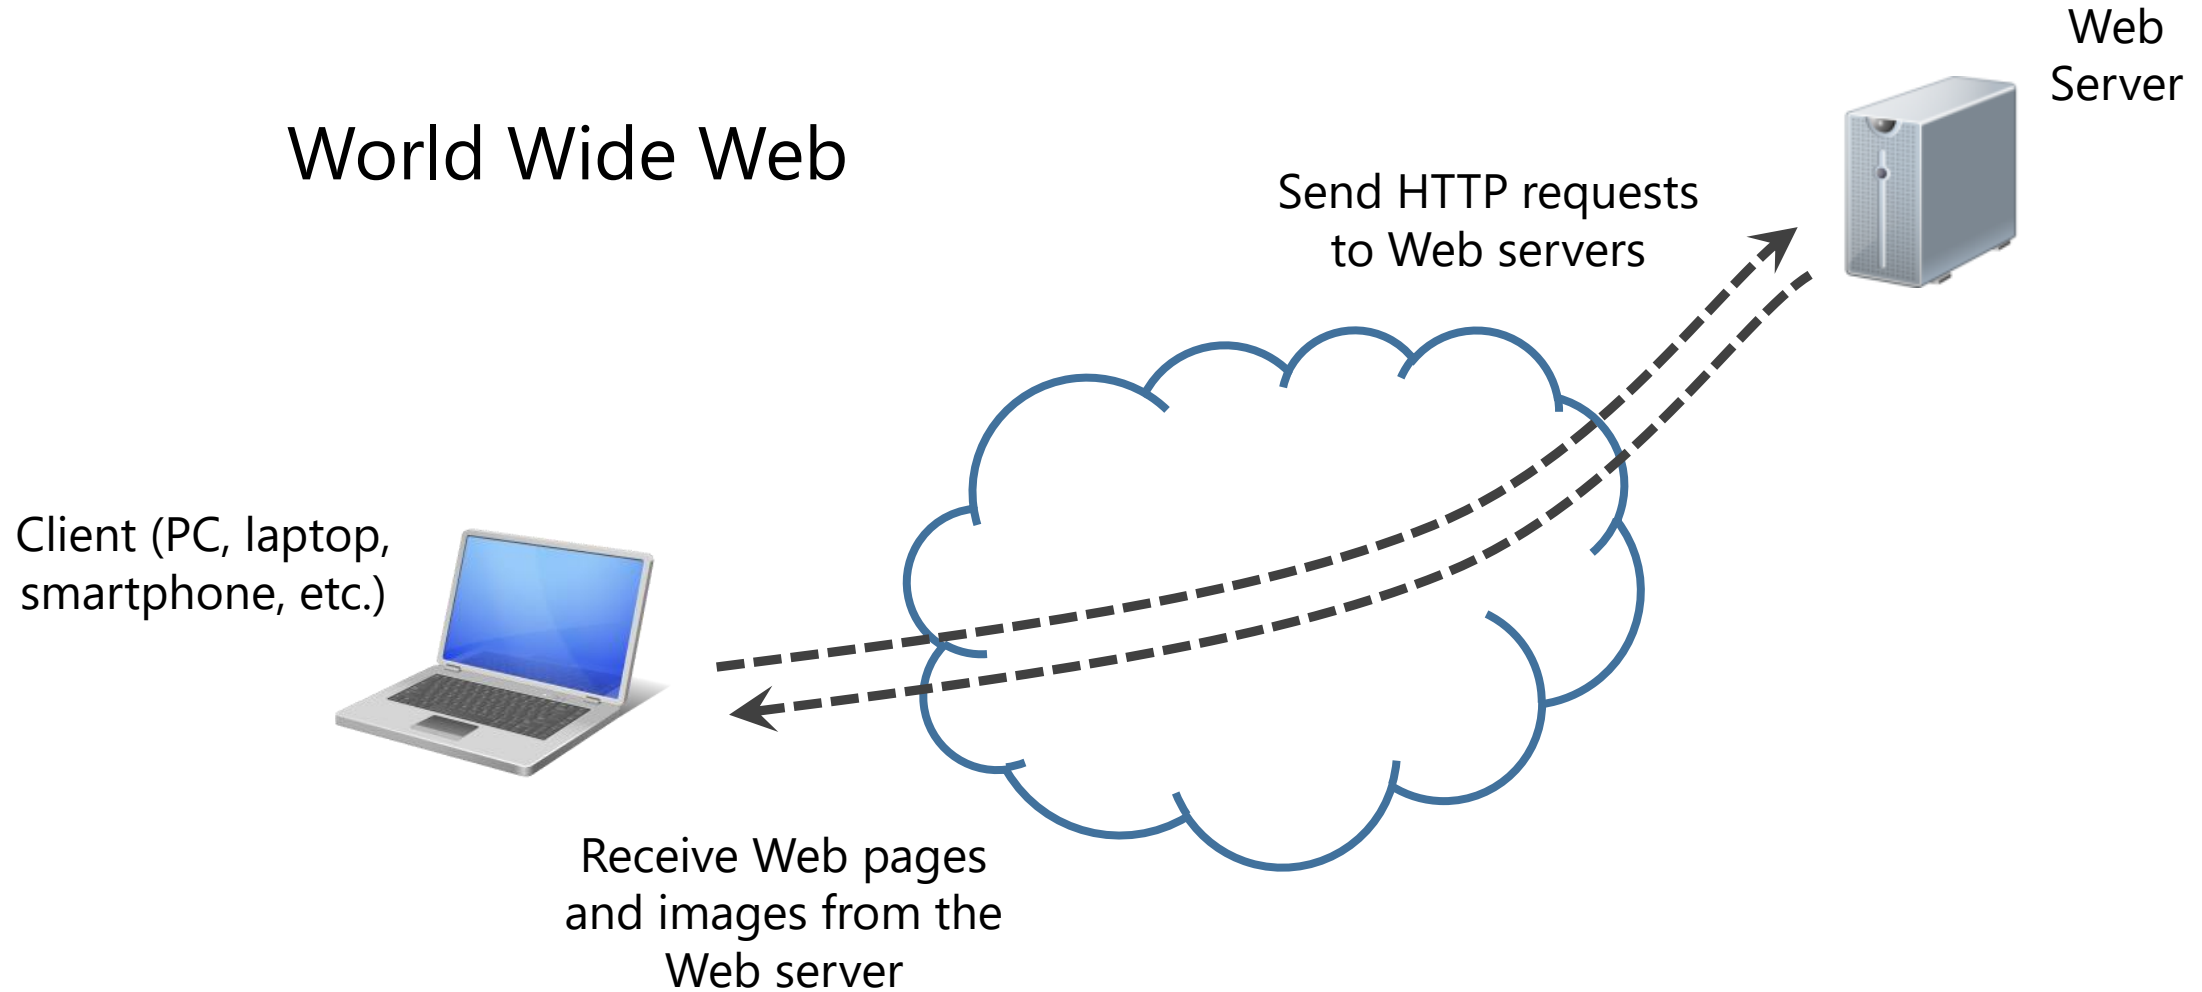 World Wide Web
Web
Server
Send HTTP requests
to Web servers
Client (PC, laptop,
smartphone, etc.)
Receive Web pages
and images from the
Web server